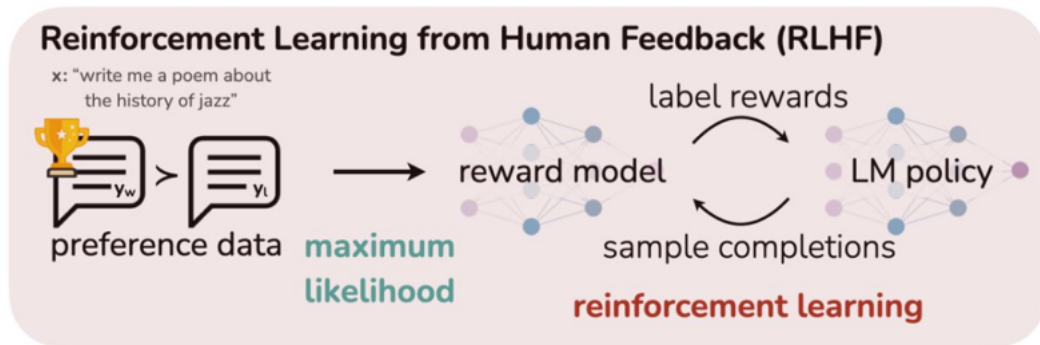 Reinforcement Learning from Human Feedback (RLHF)
x: “write me a poem about
the history of jazz”
label rewards
yw
≻
yl
reward model
LM policy
preference data
maximum
likelihood
sample completions
reinforcement learning